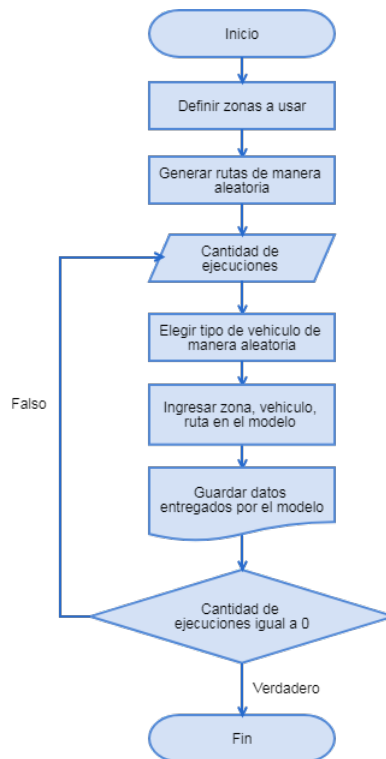 Inicio
Definir zonas a usar
Generar rutas de manera
aleatoria
Cantidad de
ejecuciones
Elegir tipo de vehiculo de
manera aleatoria
Falso
Ingresar zona, vehiculo,
ruta en el modelo
Guardar datos
entregados por el modelo
Cantidad de
ejecuciones igual a 0
Verdadero
Fin